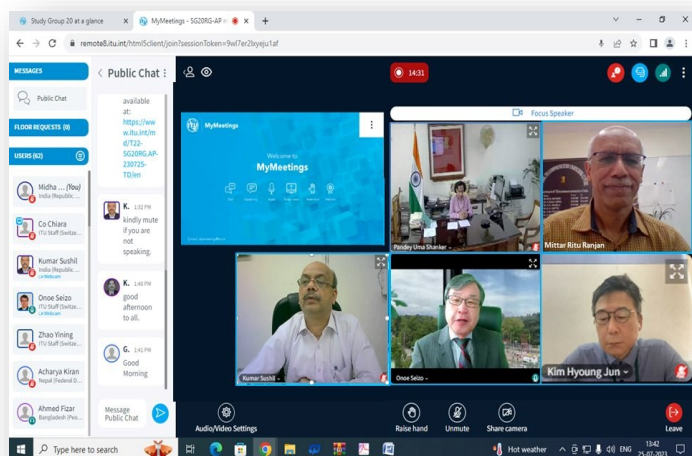 Study Group 20 at a glance
MyMeetings - SG20RG-AP
remote8.itu.int/html5client/join?sessionToken=9wl7er2lxyeju1af
MESSAGES
Public Chat
FLOOR REQUESTS (0)
USERS (62)
Midha ... (You)
India (Republic ...
Co Chiara
ITU Staff (Switze...
Kumar Sushil
India (Republic ...
Webcam
Onoe Seizo
ITU Staff (Switze...
Webcam
Zhao Yining
ITU Staff (Switze...
Acharya Kiran
Nepal (Federal D...
Ahmed Fizar
Bangladesh (Peo...
Public Chat
available
at:
https://ww
w.itu.int/m
d/T22-
SG20RG.AP-
230725-
TD/en
K. 1:32 PM
kindly mute
if you are
not
speaking.
K. 1:40 PM
good
afternoon
to all.
G. 1:41 PM
Good
Morning
Message
Public Chat
14:31
MyMeetings
Welcome to
MyMeetings
Focus Speaker
Pandey Uma Shanker
Mittar Ritu Ranjan
Kumar Sushil
Onoe Seizo
Kim Hyoung Jun
Audio/Video Settings
Raise hand
Unmute
Share camera
Leave
Type here to search
Hot weather
ENG
13:42
25-07-2023